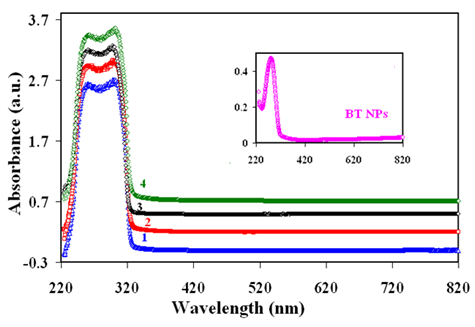 3.7
2.7
1.7
0.7
-0.3
Absorbance (a.u.)
220 320 420 520 620 720 820
Wavelength (nm)
4
3
2
1
0.4
0.2
0
220 420 620 820
BT NPs